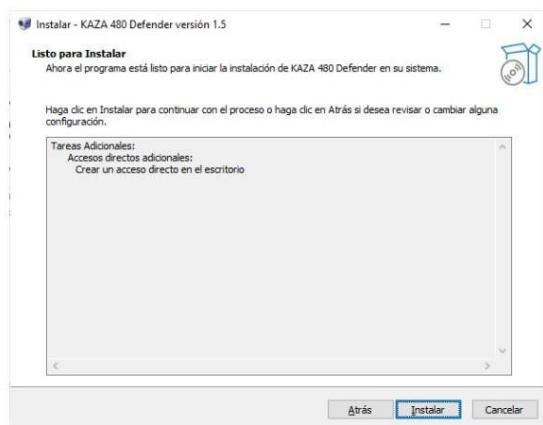 Instalar - KAZA 480 Defender versión 1.5
Listo para Instalar
Ahora el programa está listo para iniciar la instalación de KAZA 480 Defender en su sistema.
Haga clic en Instalar para continuar con el proceso o haga clic en Atrás si desea revisar o cambiar alguna
configuración.
Tareas Adicionales:
Accesos directos adicionales:
Crear un acceso directo en el escritorio
Atrás Instalar Cancelar